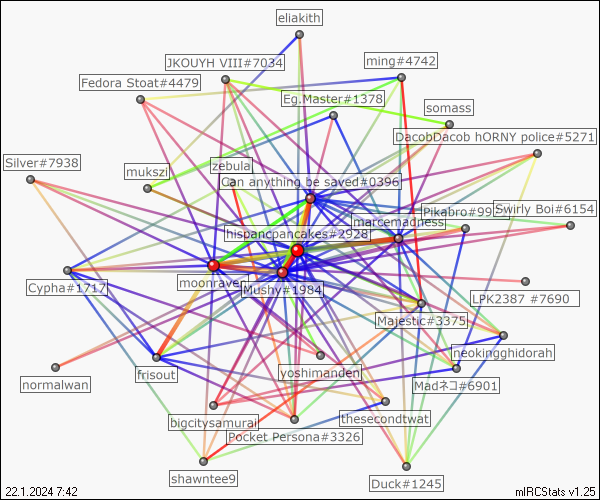 eliakith
JKOUYH VIII#7034
ming#4742
Fedora Stoat#4479
Eg.Master#1378
somass
DacobDacob hORNY police#5271
Silver#7938
mukszi
zebula
Can anything be saved#0396
Pikabro#99
Swirly Boi#6154
marcemadness
hispancpancakes#2928
moonrave
Mushy#1984
Cypha#1717
LPK2387 #7690
Majestic#3375
neokingghidorah
yoshimanden
frisout
normalwan
Madネコ#6901
bigcitysamurai
thesecondtwat
Pocket Persona#3326
shawntee9
Duck#1245
22.1.2024 7:42
mIRCStats v1.25